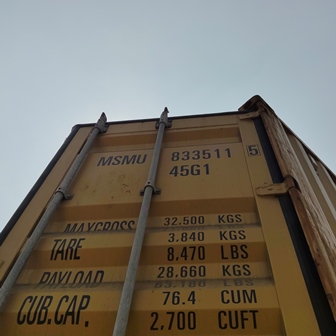 MSMU 833511 5
45G1
MAXGROSS 32.500 KGS
TARE 3.840 KGS
8.470 LBS
PAYLOAD 28.660 KGS
CUB.CAP. 76.4 CUM
2.700 CUFT